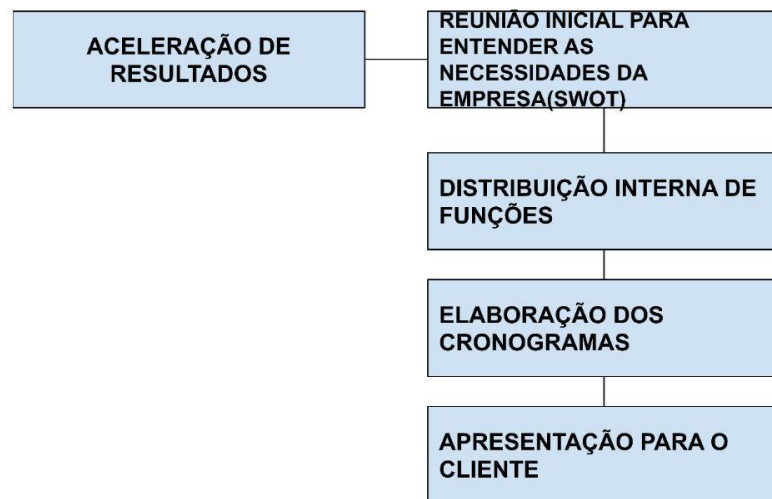 ACELERAÇÃO DE
RESULTADOS
REUNIÃO INICIAL PARA
ENTENDER AS
NECESSIDADES DA
EMPRESA(SWOT)
DISTRIBUIÇÃO INTERNA DE
FUNÇÕES
ELABORAÇÃO DOS
CRONOGRAMAS
APRESENTAÇÃO PARA O
CLIENTE